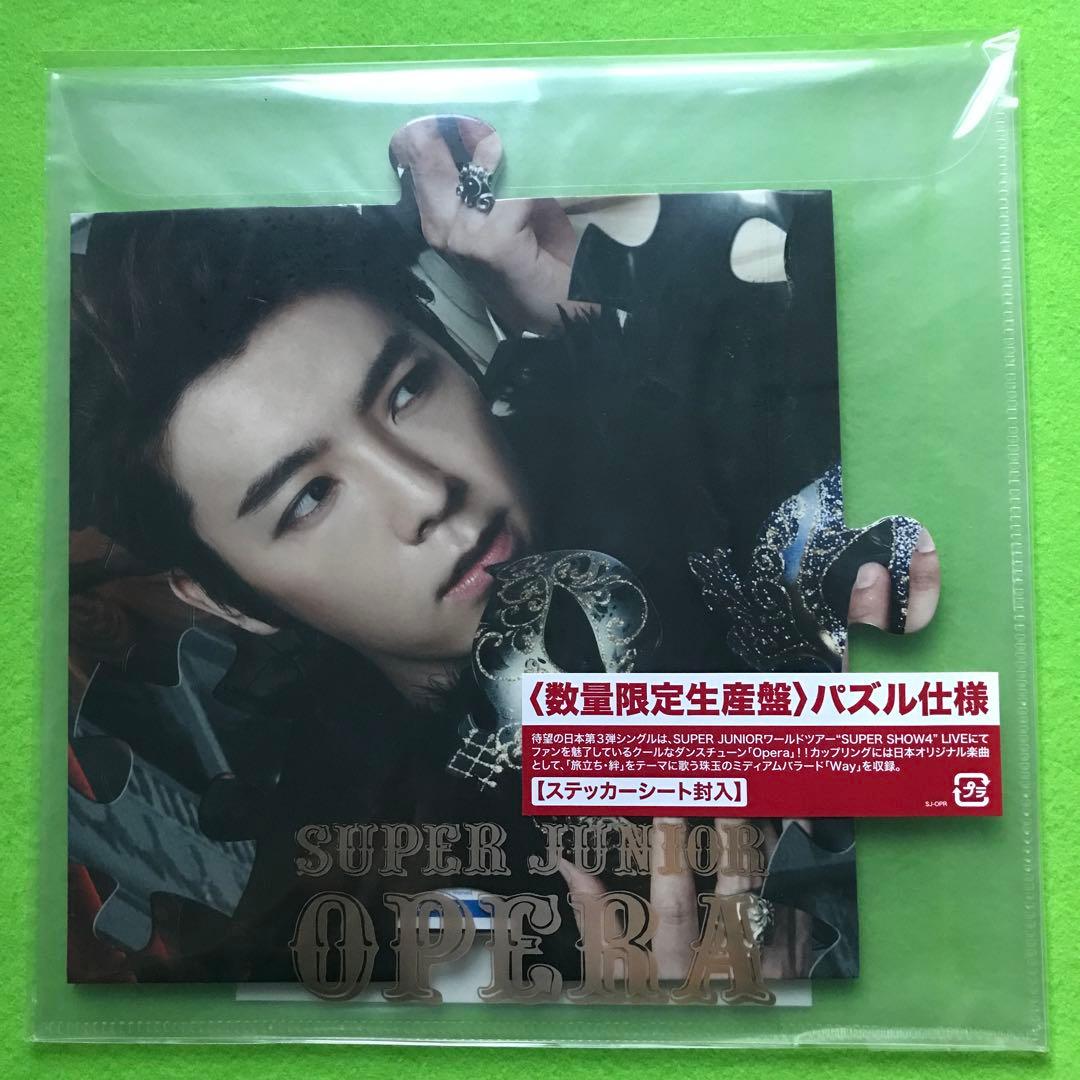 〈数量限定生産盤〉パズル仕様
待望の日本第3弾シングルは、SUPER JUNIORワールドツアー“SUPER SHOW4” LIVEにて
ファンを魅了しているクールなダンスチューン「Opera」！！カップリングには日本オリジナル楽曲
として、「旅立ち・絆」をテーマに歌う珠玉のミディアムバラード「Way」を収録。
【ステッカーシート封入】
プラ
SJ-OPR
SUPER JUNIOR
OPERA